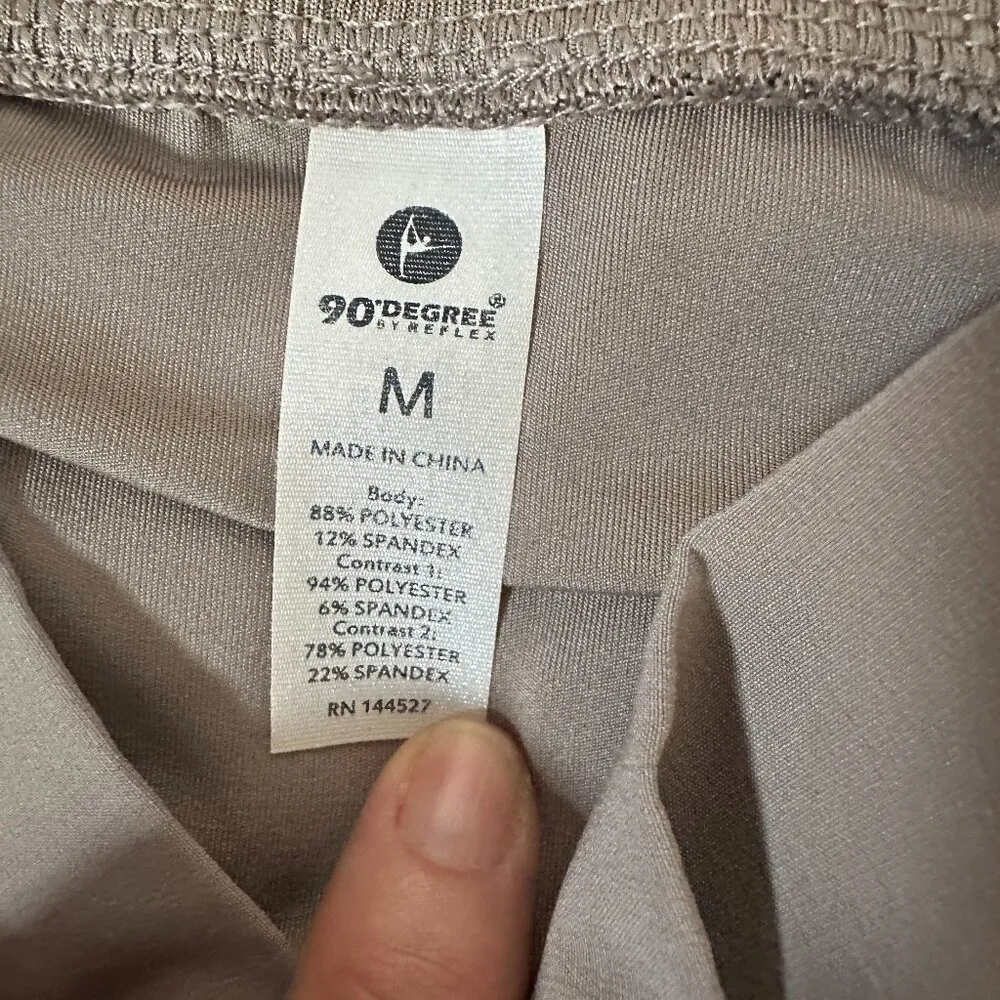 90°DEGREE®
BY REFLEX
M
MADE IN CHINA
Body:
88% POLYESTER
12% SPANDEX
Contrast 1:
94% POLYESTER
6% SPANDEX
Contrast 2:
78% POLYESTER
22% SPANDEX
RN 144527